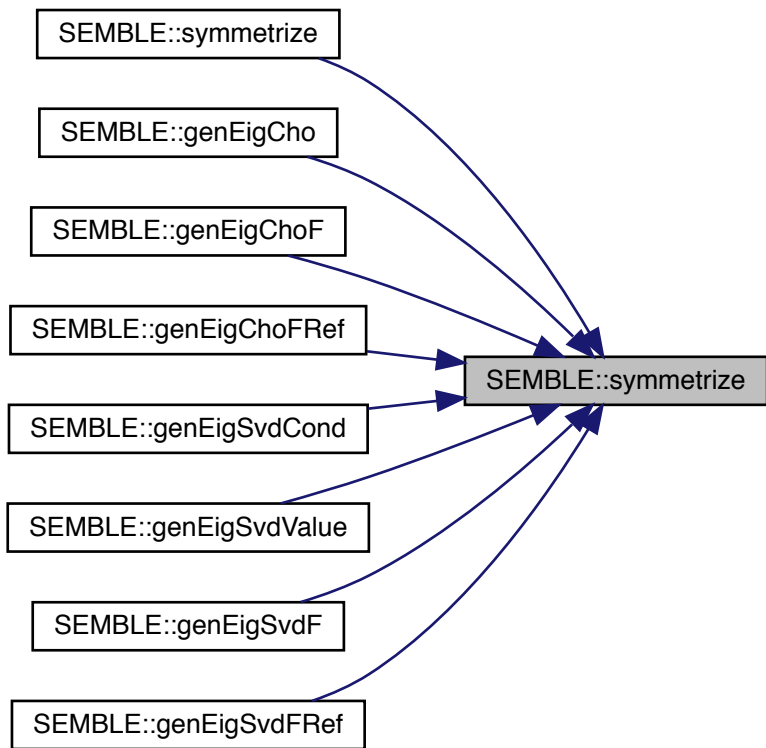 SEMBLE::symmetrize
SEMBLE::genEigCho
SEMBLE::genEigChoF
SEMBLE::genEigChoFRef
SEMBLE::symmetrize
SEMBLE::genEigSvdCond
SEMBLE::genEigSvdValue
SEMBLE::genEigSvdF
SEMBLE::genEigSvdFRef